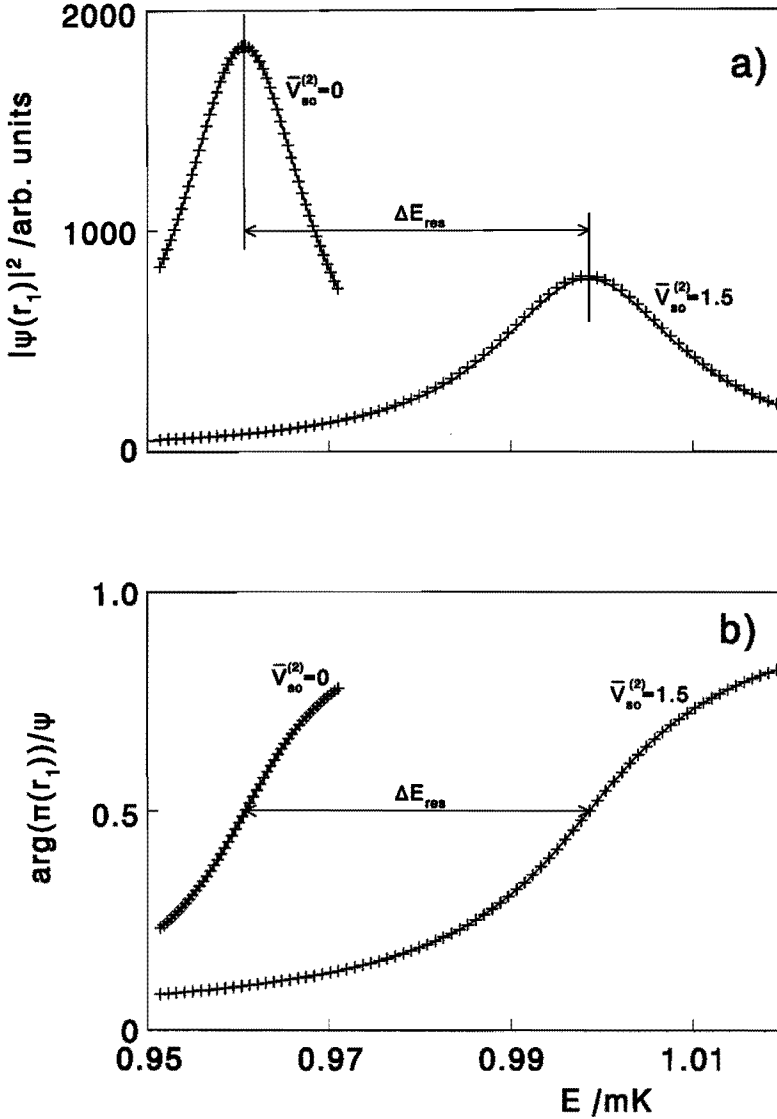 2000
a)
V̄so(2)=0
|ψ(r1)|2 /arb. units
ΔEres
1000
V̄so(2)=1.5
0
1.0
b)
V̄so(2)=0
V̄so(2)=1.5
arg(π(r1))/ψ
ΔEres
0.5
0
0.95
0.97
0.99
1.01
E /mK